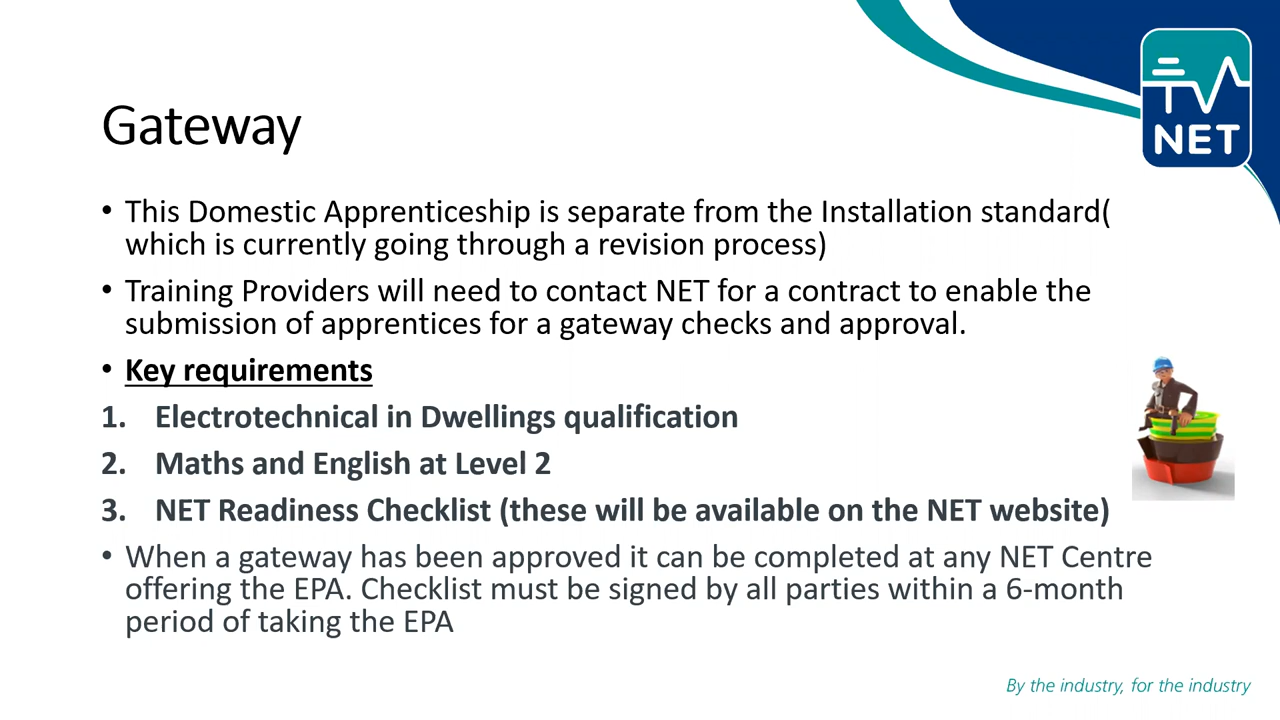 NET
Gateway
• This Domestic Apprenticeship is separate from the Installation standard(
which is currently going through a revision process)
• Training Providers will need to contact NET for a contract to enable the
submission of apprentices for a gateway checks and approval.
• Key requirements
1. Electrotechnical in Dwellings qualification
2. Maths and English at Level 2
3. NET Readiness Checklist (these will be available on the NET website)
• When a gateway has been approved it can be completed at any NET Centre
offering the EPA. Checklist must be signed by all parties within a 6-month
period of taking the EPA
By the industry, for the industry